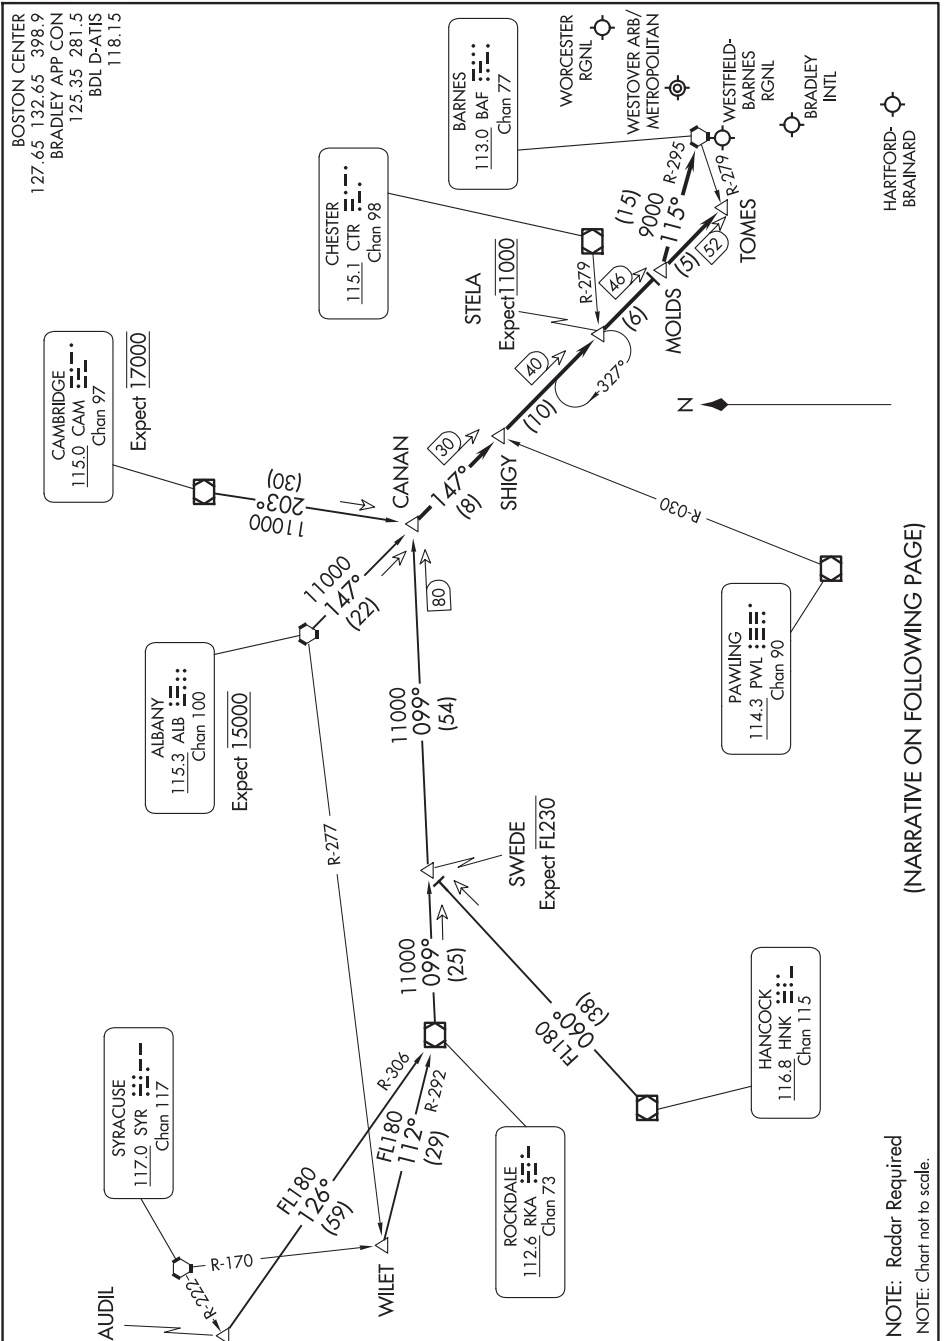 BOSTON CENTER
127.65 132.65 398.9
BRADLEY APP CON
125.35 281.5
BDL D-ATIS
118.15
CAMBRIDGE
115.0 CAM
Chan 97
Expect 17000
11000
203°
(30)
CHESTER
115.1 CTR
Chan 98
BARNES
113.0 BAF
Chan 77
WORCESTER
RGNL
WESTOVER ARB/
METROPOLITAN
WESTFIELD-
BARNES
RGNL
BRADLEY
INTL
HARTFORD-
BRAINARD
STELA
Expect 11000
R-279
(15)
9000
115°
R-295
R-279
TOMES
52
(5)
MOLDS
46
(6)
327°
40
(10)
SHIGY
30
147°
(8)
CANAN
N
R-030
PAWLING
114.3 PWL
Chan 90
ALBANY
115.3 ALB
Chan 100
Expect 15000
11000
147°
(22)
80
11000
099°
(54)
R-277
SWEDE
Expect FL230
11000
099°
(25)
FL180
060°
(38)
HANCOCK
116.8 HNK
Chan 115
SYRACUSE
117.0 SYR
Chan 117
R-306
R-292
FL180
112°
(29)
FL180
126°
(59)
ROCKDALE
112.6 RKA
Chan 73
R-170
R-222
WILET
AUDIL
(NARRATIVE ON FOLLOWING PAGE)
NOTE: Radar Required
NOTE: Chart not to scale.